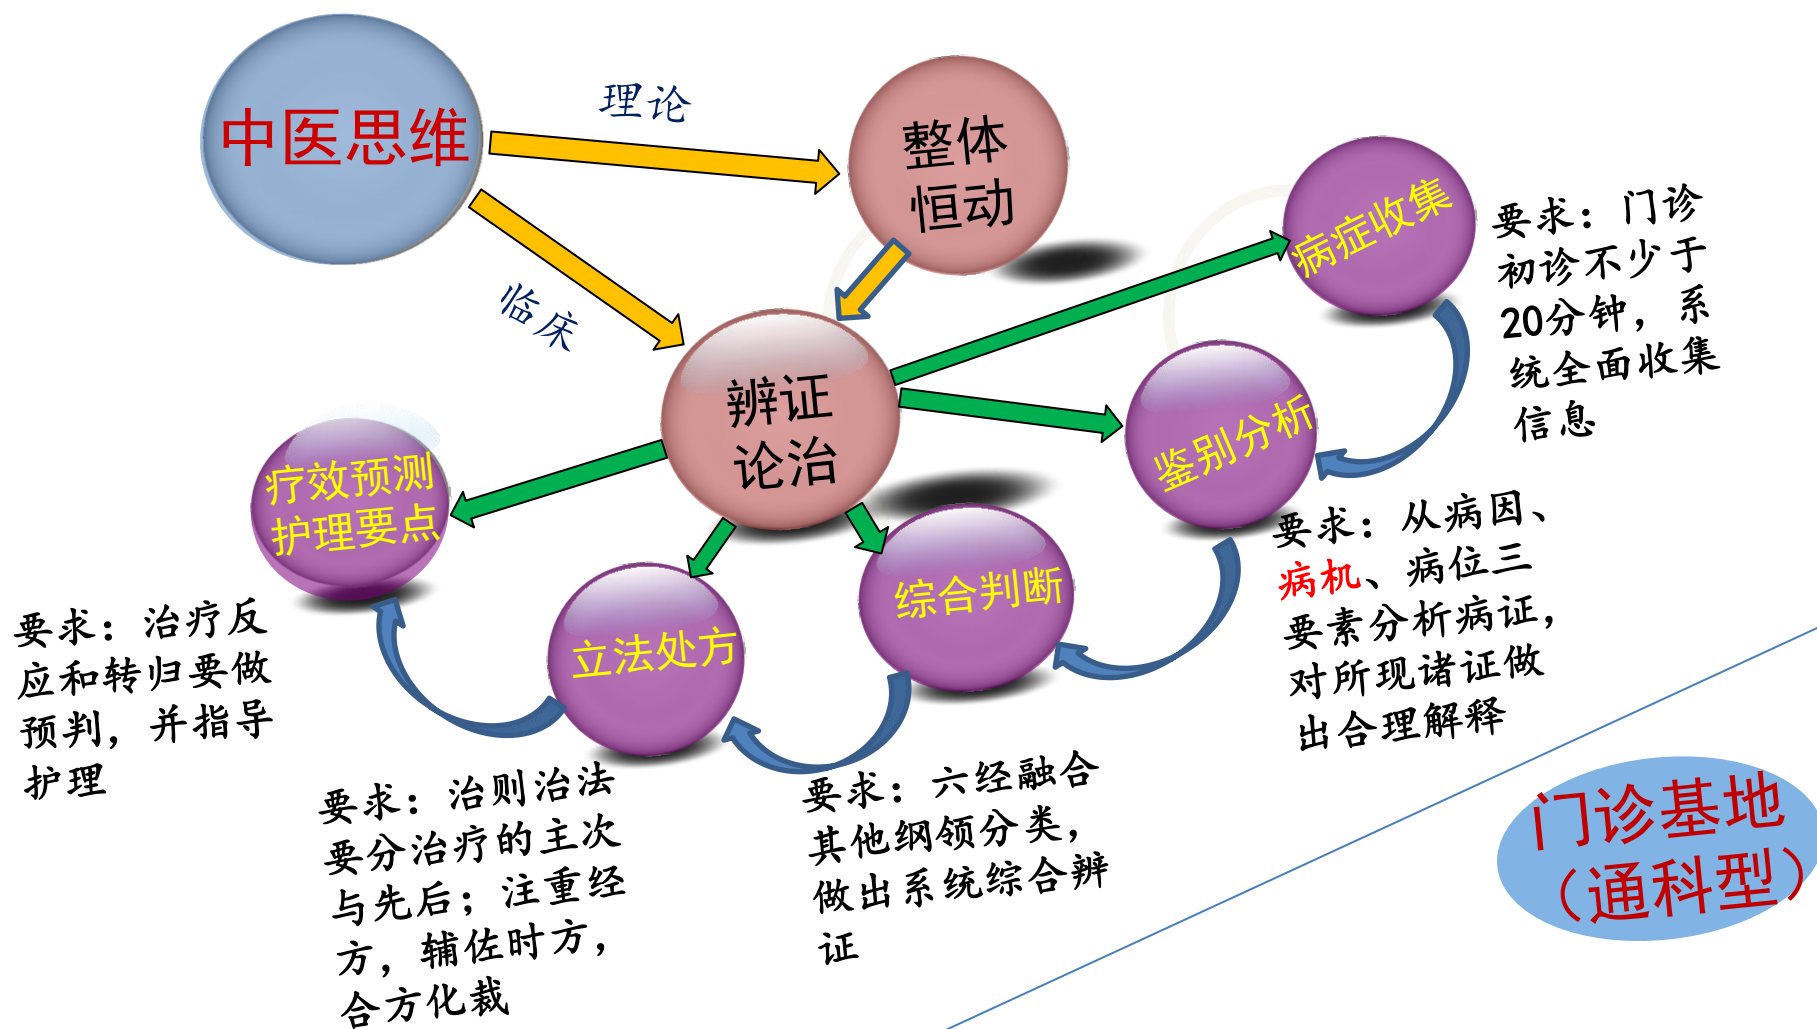 中医思维
理论
临床
整体
恒动
辨证
论治
病症收集
要求：门诊
初诊不少于
20分钟，系
统全面收集
信息
鉴别分析
要求：从病因、
病机、病位三
要素分析病证，
对所现诸证做
出合理解释
综合判断
要求：六经融合
其他纲领分类，
做出系统综合辨
证
立法处方
要求：治则治法
要分治疗的主次
与先后；注重经
方，辅佐时方，
合方化裁
疗效预测
护理要点
要求：治疗反
应和转归要做
预判，并指导
护理
门诊基地
（通科型）